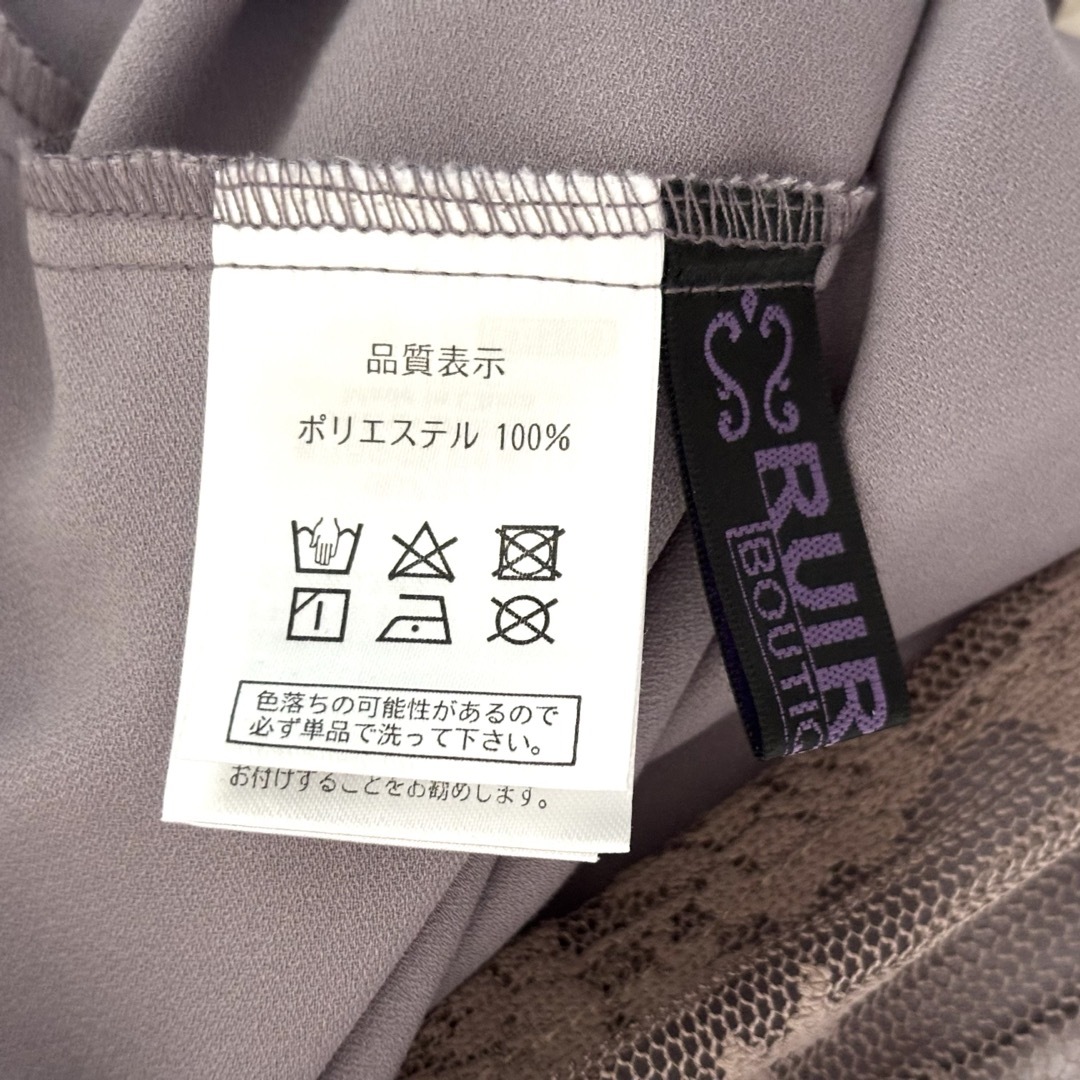 品質表示
ポリエステル 100%
色落ちの可能性があるので
必ず単品で洗って下さい。
お付けすることをお勧めします。
RUIR
BOUTIQ